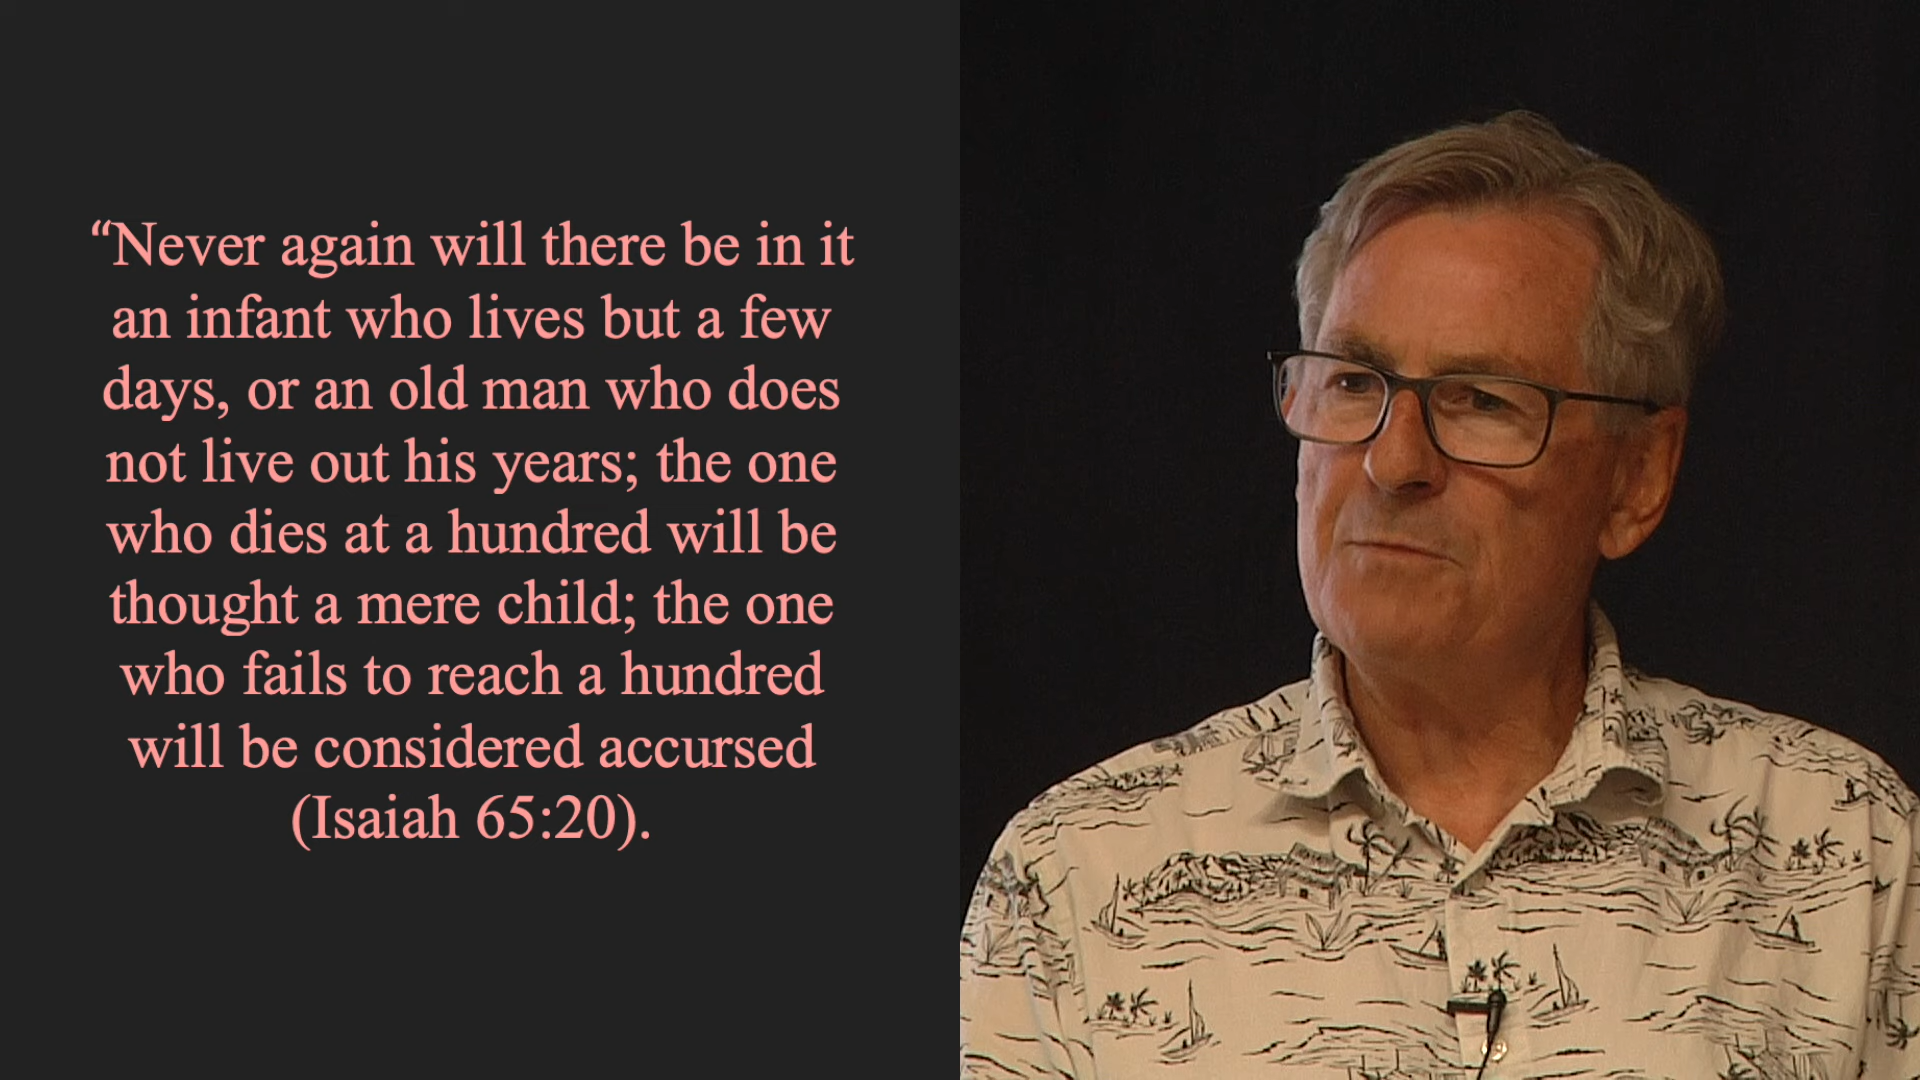 “Never again will there be in it
an infant who lives but a few
days, or an old man who does
not live out his years; the one
who dies at a hundred will be
thought a mere child; the one
who fails to reach a hundred
will be considered accursed
(Isaiah 65:20).